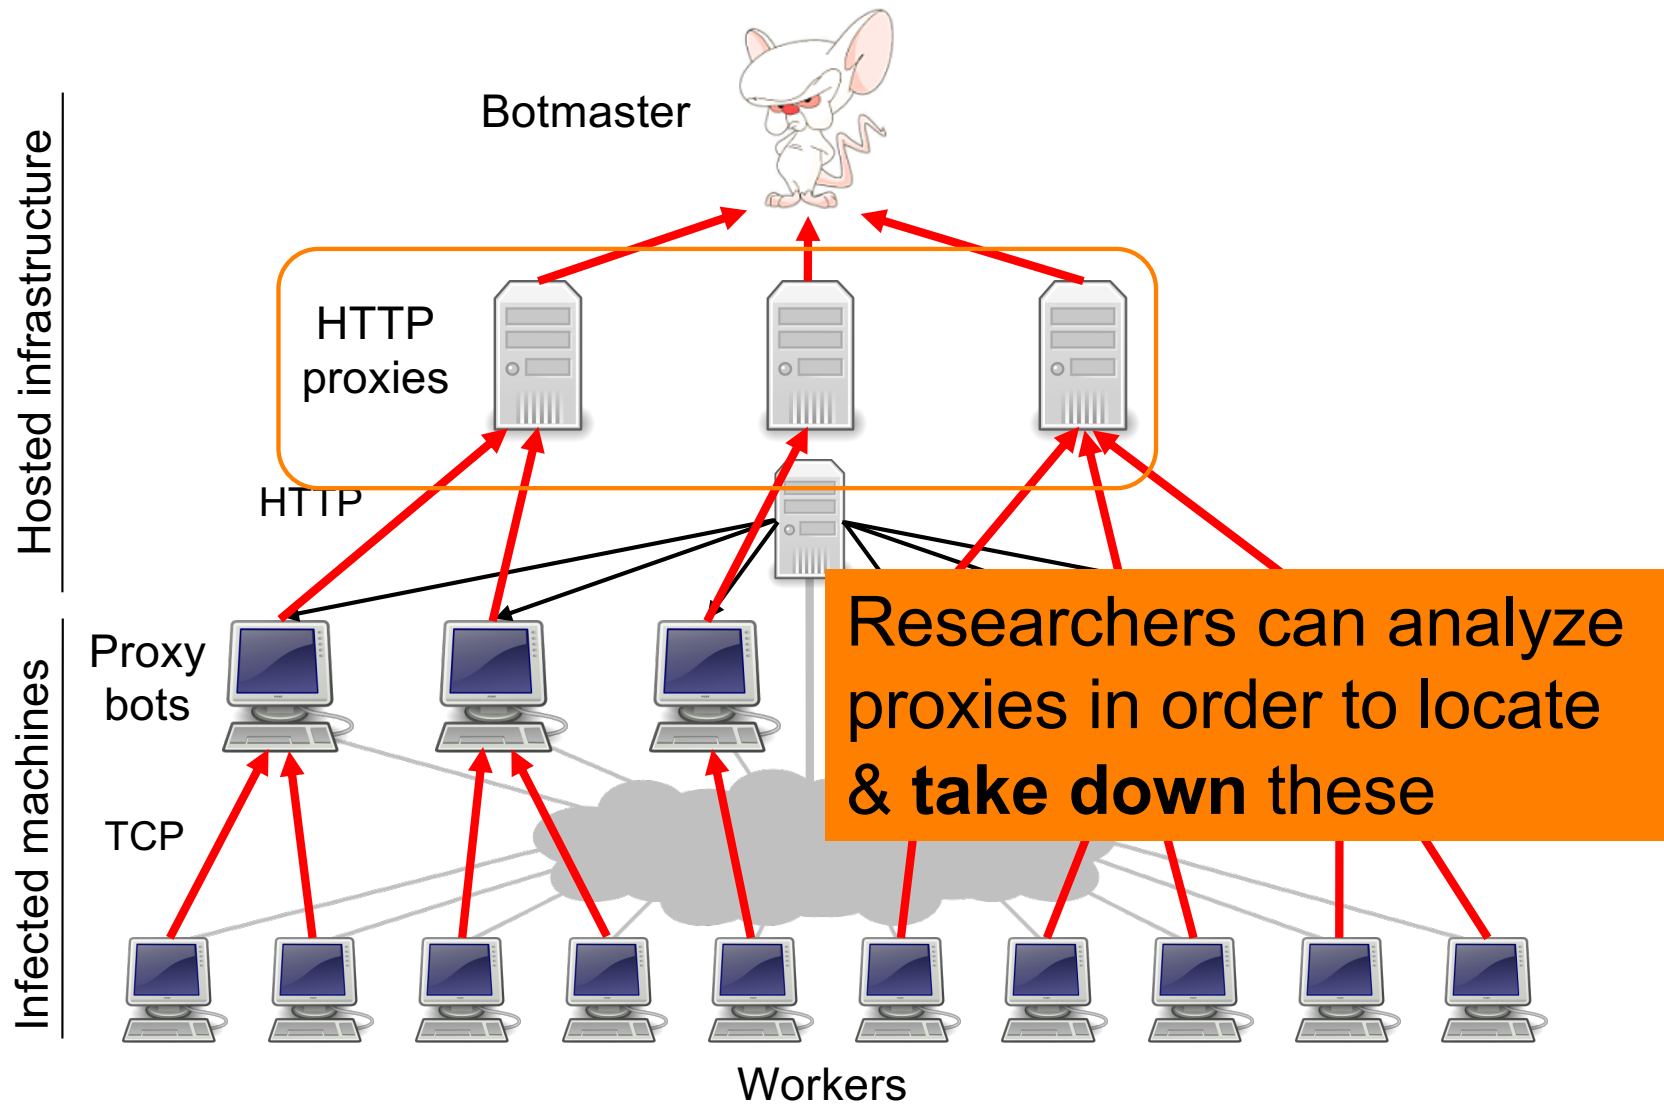 Botmaster
Hosted infrastructure
HTTP
proxies
HTTP
Researchers can analyze
proxies in order to locate
& take down these
Infected machines
Proxy
bots
TCP
Workers